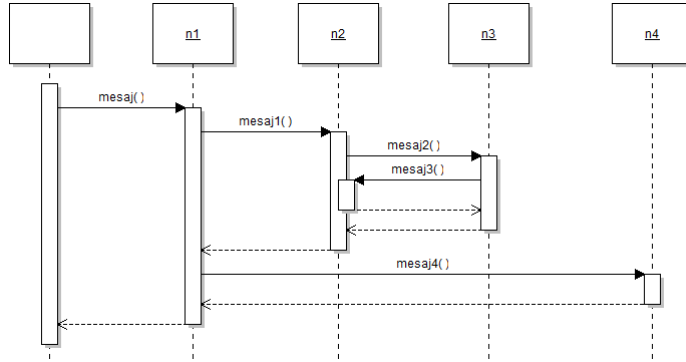 n1
n2
n3
n4
mesaj( )
mesaj1( )
mesaj2( )
mesaj3( )
mesaj4( )